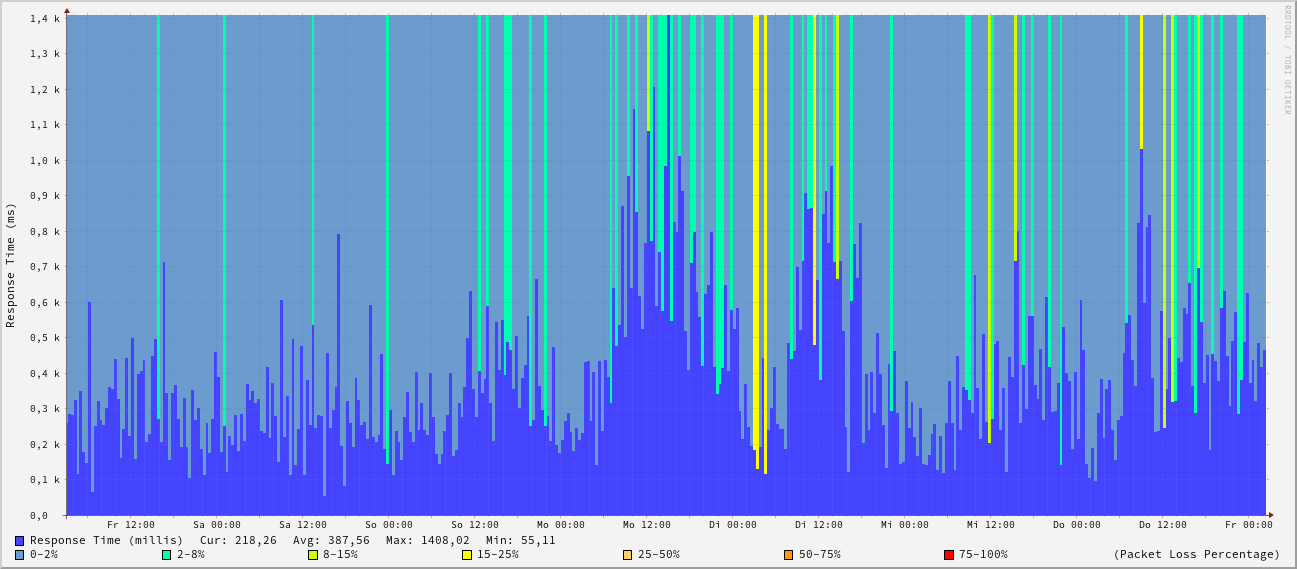 RRDTOOL / TOBI OETIKER
Response Time (ms)
1,4 k
1,3 k
1,2 k
1,1 k
1,0 k
0,9 k
0,8 k
0,7 k
0,6 k
0,5 k
0,4 k
0,3 k
0,2 k
0,1 k
0,0
Fr 12:00 Sa 00:00 Sa 12:00 So 00:00 So 12:00 Mo 00:00 Mo 12:00 Di 00:00 Di 12:00 Mi 00:00 Mi 12:00 Do 00:00 Do 12:00 Fr 00:00
Response Time (millis) Cur: 218,26 Avg: 387,56 Max: 1408,02 Min: 55,11
0-2% 2-8% 8-15% 15-25% 25-50% 50-75% 75-100% (Packet Loss Percentage)